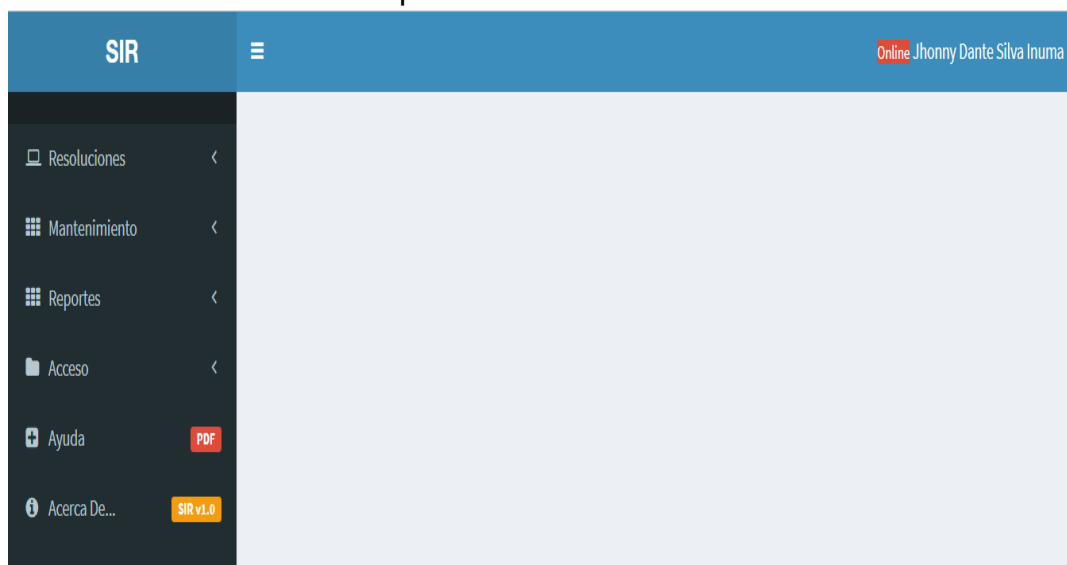 SIR
Online Jhonny Dante Silva Inuma
Resoluciones
Mantenimiento
Reportes
Acceso
Ayuda PDF
Acerca De... SIR v1.0